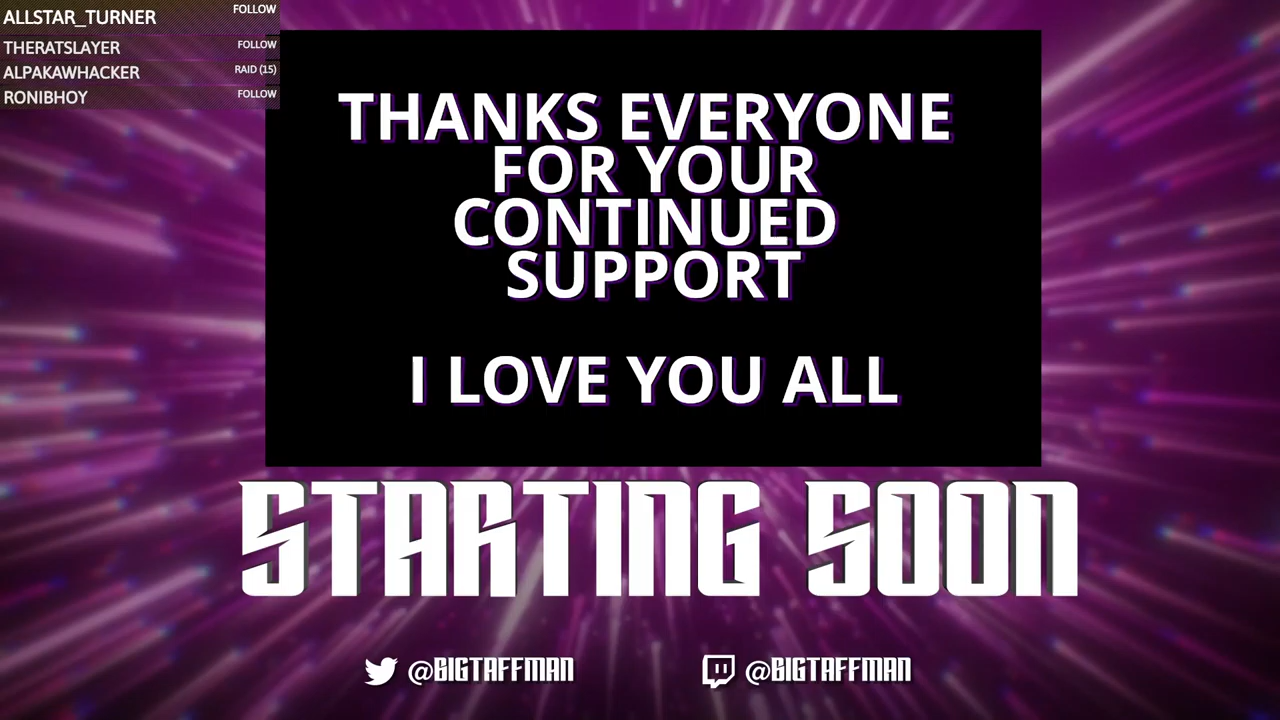 ALLSTAR_TURNER FOLLOW
THERATSLAYER FOLLOW
ALPAKAWHACKER RAID (15)
RONIBHOY FOLLOW
THANKS EVERYONE
FOR YOUR
CONTINUED
SUPPORT
I LOVE YOU ALL
STARTING SOON
@BIGTAFFMAN @BIGTAFFMAN